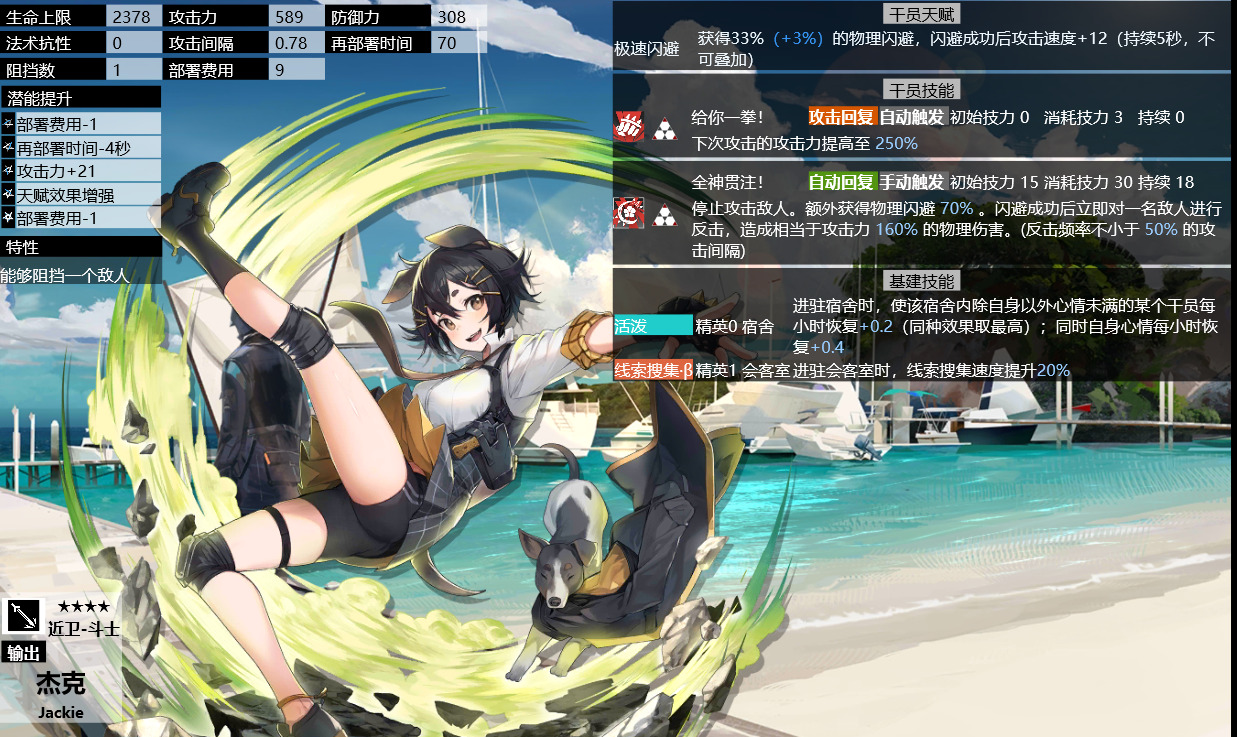 生命上限 2378 攻击力 589 防御力 308
法术抗性 0 攻击间隔 0.78 再部署时间 70
阻挡数 1 部署费用 9
潜能提升
部署费用-1
再部署时间-4秒
攻击力+21
天赋效果增强
部署费用-1
特性
能够阻挡一个敌人
★★★★
近卫-斗士
输出
杰克
Jackie
干员天赋
极速闪避 获得33%（+3%）的物理闪避，闪避成功后攻击速度+12（持续5秒，不
可叠加）
干员技能
给你一拳！ 攻击回复 自动触发 初始技力 0 消耗技力 3 持续 0
下次攻击的攻击力提高至 250%
全神贯注！ 自动回复 手动触发 初始技力 15 消耗技力 30 持续 18
停止攻击敌人。额外获得物理闪避 70% 。闪避成功后立即对一名敌人进行
反击，造成相当于攻击力 160% 的物理伤害。(反击频率不小于 50% 的攻
击间隔)
基建技能
活泼 精英0 宿舍 进驻宿舍时，使该宿舍内除自身以外心情未满的某个干员每
小时恢复+0.2（同种效果取最高）；同时自身心情每小时恢
复+0.4
线索搜集·β 精英1 会客室 进驻会客室时，线索搜集速度提升20%